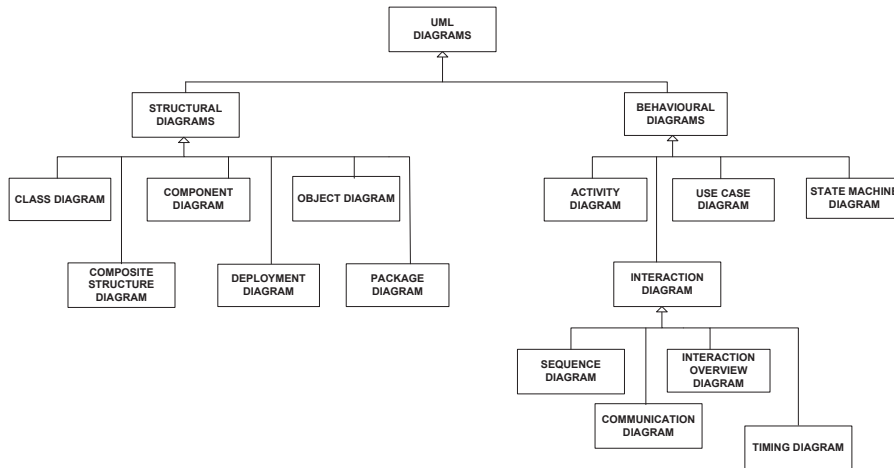 UML
DIAGRAMS
STRUCTURAL
DIAGRAMS
BEHAVIOURAL
DIAGRAMS
CLASS DIAGRAM
COMPONENT
DIAGRAM
OBJECT DIAGRAM
ACTIVITY
DIAGRAM
USE CASE
DIAGRAM
STATE MACHINE
DIAGRAM
COMPOSITE
STRUCTURE
DIAGRAM
DEPLOYMENT
DIAGRAM
PACKAGE
DIAGRAM
INTERACTION
DIAGRAM
SEQUENCE
DIAGRAM
INTERACTION
OVERVIEW
DIAGRAM
COMMUNICATION
DIAGRAM
TIMING DIAGRAM